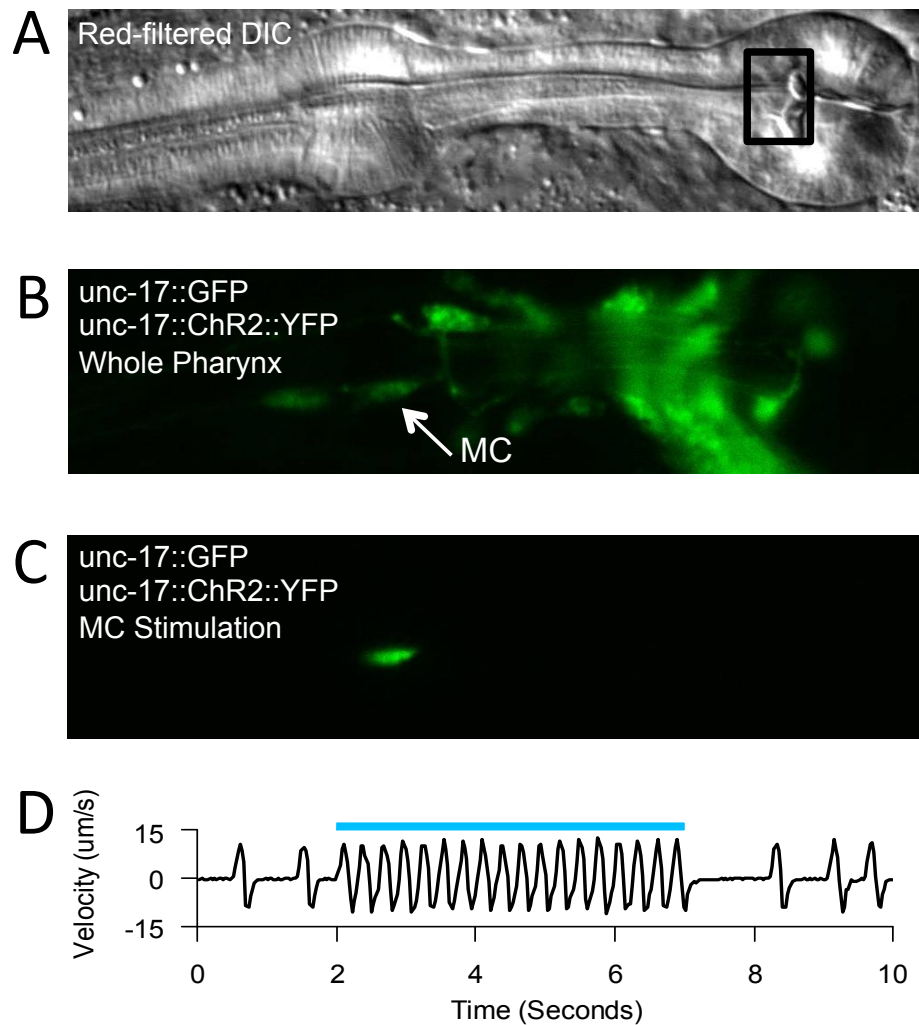 A
Red-filtered DIC
B
unc-17::GFP
unc-17::ChR2::YFP
Whole Pharynx
MC
C
unc-17::GFP
unc-17::ChR2::YFP
MC Stimulation
D
Velocity (um/s)
15
0
-15
0 2 4 6 8 10
Time (Seconds)